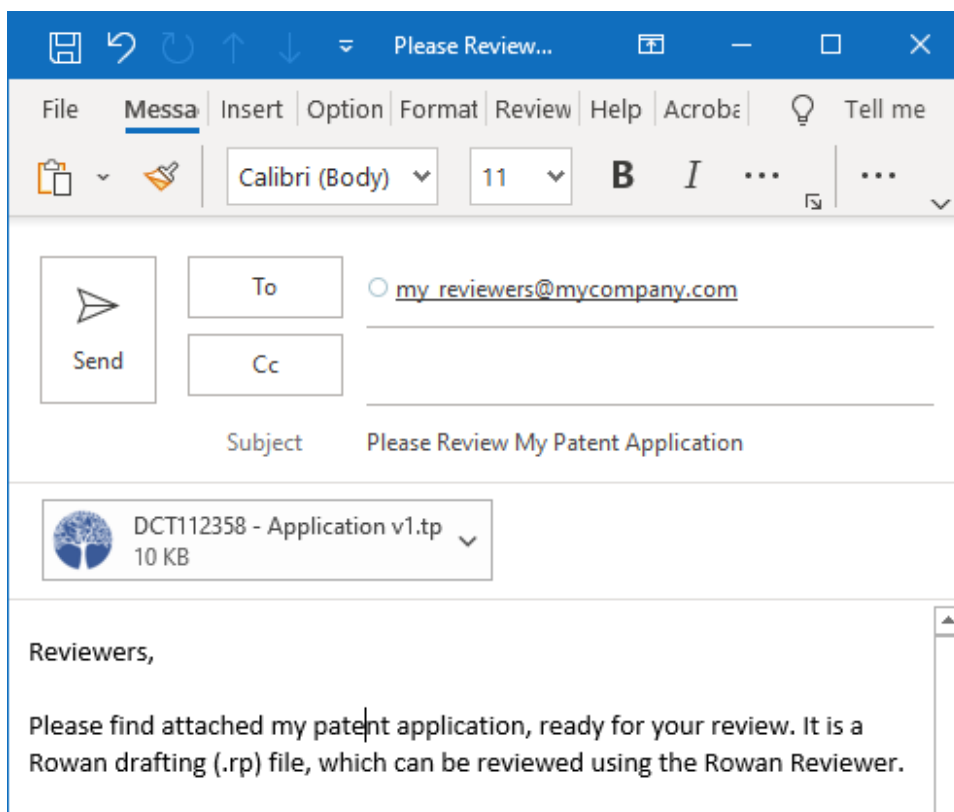 Please Review...
File Messa Insert Option Format Review Help Acroba Tell me
Calibri (Body) 11 B I ...
To my_reviewers@mycompany.com
Send
Cc
Subject Please Review My Patent Application
DCT112358 - Application v1.tp
10 KB
Reviewers,
Please find attached my patent application, ready for your review. It is a
Rowan drafting (.rp) file, which can be reviewed using the Rowan Reviewer.